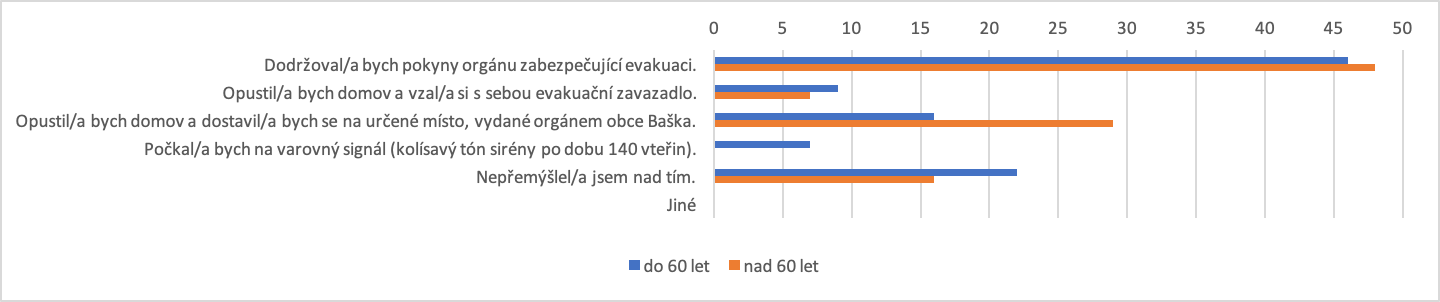 0 5 10 15 20 25 30 35 40 45 50
Dodržoval/a bych pokyny orgánu zabezpečující evakuaci.
Opustil/a bych domov a vzal/a si s sebou evakuační zavazadlo.
Opustil/a bych domov a dostavil/a bych se na určené místo, vydané orgánem obce Baška.
Počkal/a bych na varovný signál (kolísavý tón sirény po dobu 140 vteřin).
Nepřemýšlel/a jsem nad tím.
Jiné
do 60 let nad 60 let